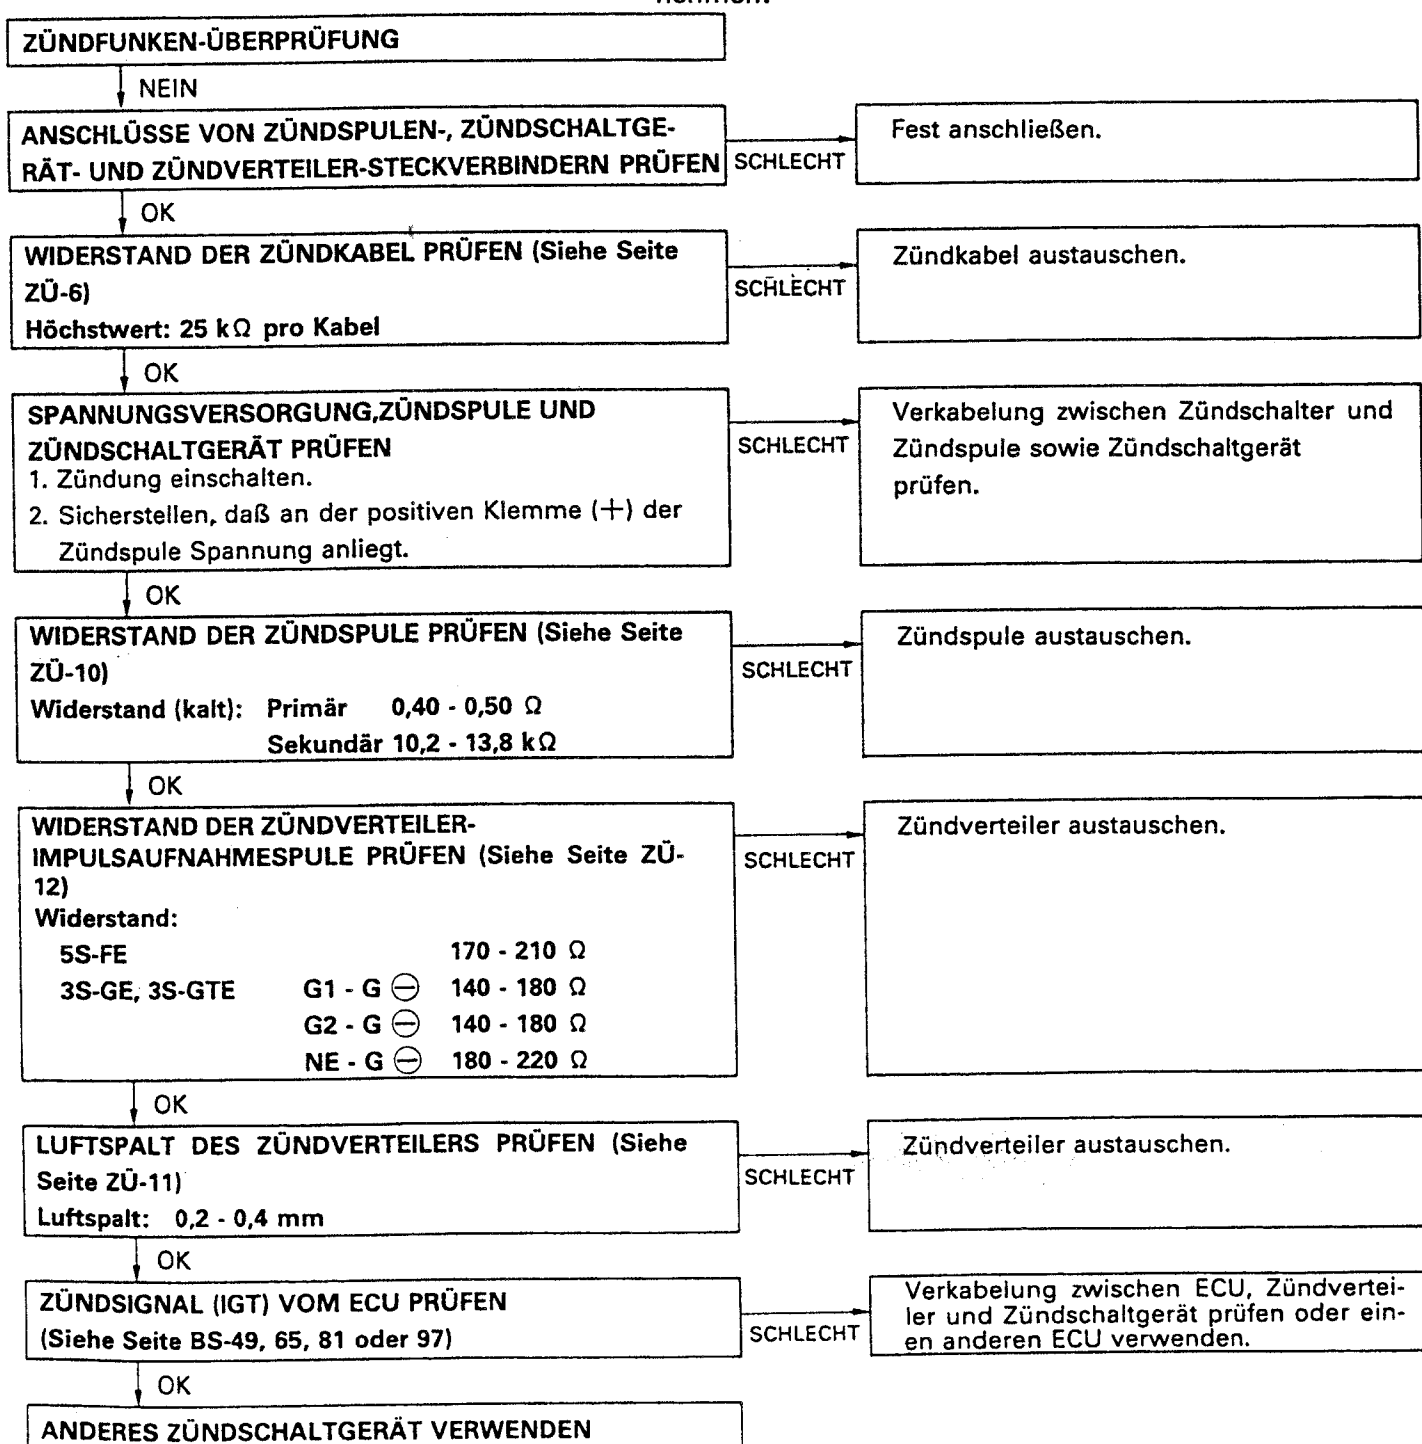 nehmen.
ZÜNDFUNKEN-ÜBERPRÜFUNG
NEIN
ANSCHLÜSSE VON ZÜNDSPULEN-, ZÜNDSCHALTGE-
RÄT- UND ZÜNDVERTEILER-STECKVERBINDERN PRÜFEN
SCHLECHT
Fest anschließen.
OK
WIDERSTAND DER ZÜNDKABEL PRÜFEN (Siehe Seite
ZÜ-6)
Höchstwert: 25 kΩ pro Kabel
SCHLECHT
Zündkabel austauschen.
OK
SPANNUNGSVERSORGUNG,ZÜNDSPULE UND
ZÜNDSCHALTGERÄT PRÜFEN
1. Zündung einschalten.
2. Sicherstellen, daß an der positiven Klemme (+) der
Zündspule Spannung anliegt.
SCHLECHT
Verkabelung zwischen Zündschalter und
Zündspule sowie Zündschaltgerät
prüfen.
OK
WIDERSTAND DER ZÜNDSPULE PRÜFEN (Siehe Seite
ZÜ-10)
Widerstand (kalt): Primär 0,40 - 0,50 Ω
Sekundär 10,2 - 13,8 kΩ
SCHLECHT
Zündspule austauschen.
OK
WIDERSTAND DER ZÜNDVERTEILER-
IMPULSAUFNAHMESPULE PRÜFEN (Siehe Seite ZÜ-
12)
Widerstand:
5S-FE 170 - 210 Ω
3S-GE, 3S-GTE G1 - G ⊖ 140 - 180 Ω
G2 - G ⊖ 140 - 180 Ω
NE - G ⊖ 180 - 220 Ω
SCHLECHT
Zündverteiler austauschen.
OK
LUFTSPALT DES ZÜNDVERTEILERS PRÜFEN (Siehe
Seite ZÜ-11)
Luftspalt: 0,2 - 0,4 mm
SCHLECHT
Zündverteiler austauschen.
OK
ZÜNDSIGNAL (IGT) VOM ECU PRÜFEN
(Siehe Seite BS-49, 65, 81 oder 97)
SCHLECHT
Verkabelung zwischen ECU, Zündvertei-
ler und Zündschaltgerät prüfen oder ein-
en anderen ECU verwenden.
OK
ANDERES ZÜNDSCHALTGERÄT VERWENDEN